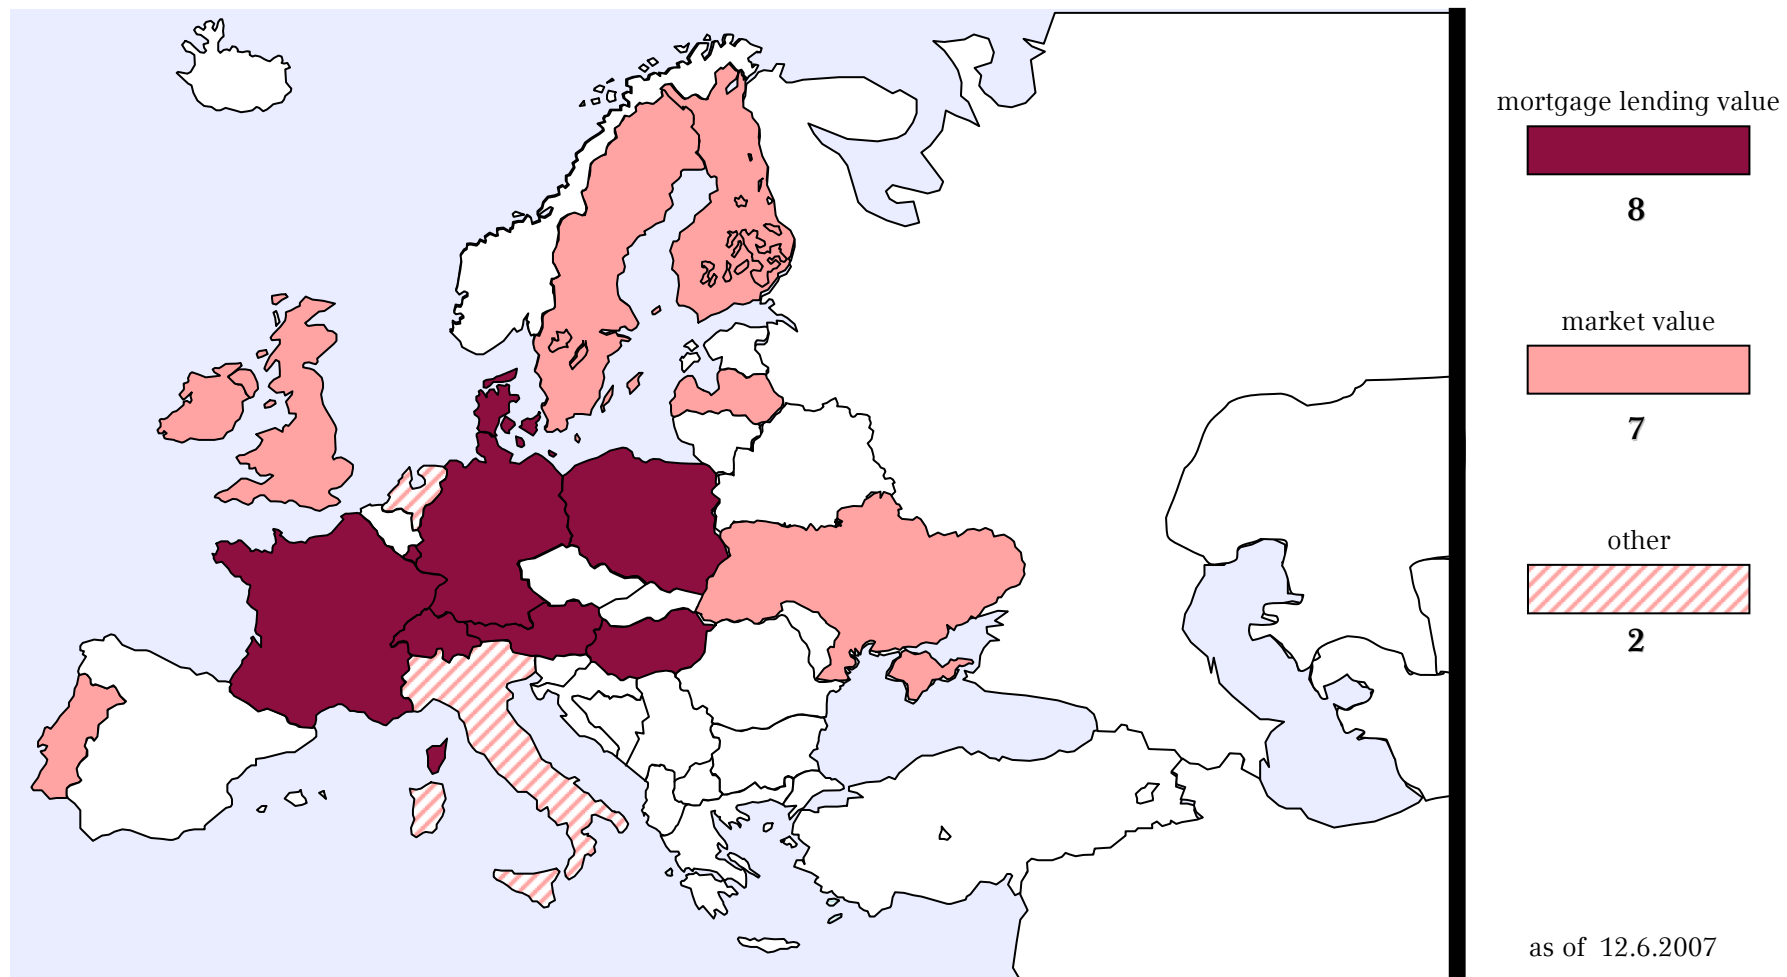 mortgage lending value
8
market value
7
other
2
as of 12.6.2007